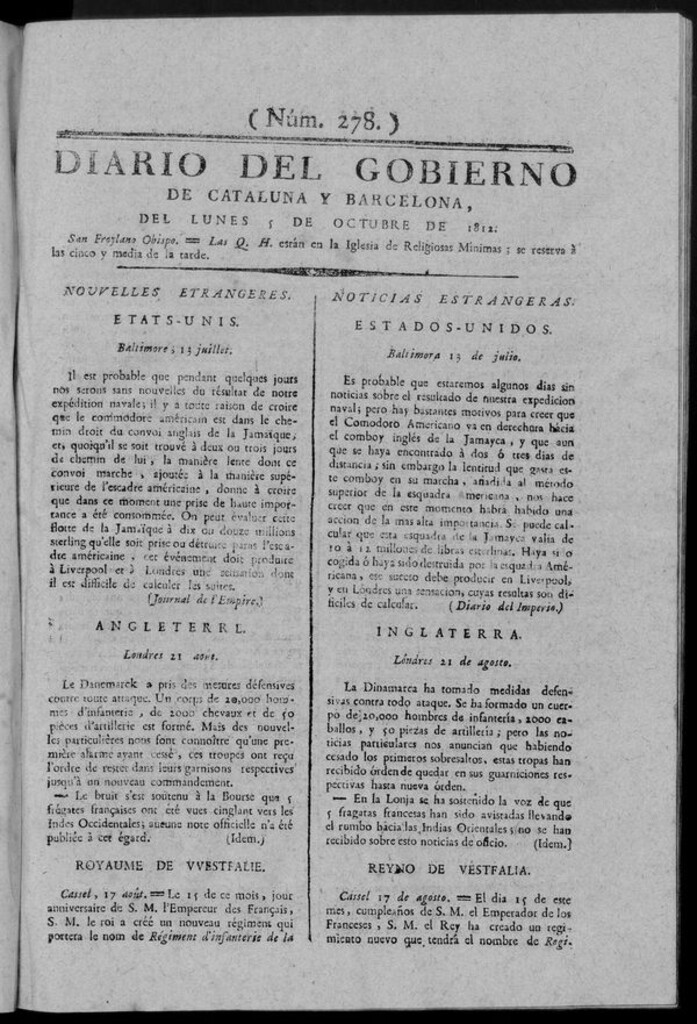 ( Núm. 278. )
DIARIO DEL GOBIERNO
DE CATALUNA Y BARCELONA,
DEL LUNES 5 DE OCTUBRE DE 1812.
San Froylano Obispo. = Las Q. H. están en la Iglesia de Religiosas Minimas ; se reserva à
las cinco y media de la tarde.
NOUVELLES ETRANGERES.
ETATS-UNIS.
Baltimore, 13 juillet.
Il est probable que pendant quelques jours
nos serons sans nouvelles du résultat de notre
expédition navale; il y a toute raison de croire
que le commodore américain est dans le che-
min droit du convoi anglais de la Jamaïque,
et, quoiqu'il se soit trouvé à deux ou trois jours
de chemin de lui, la manière lente dont ce
convoi marche, ajoutée à la manière supé-
rieure de l'escadre américaine, donne à croire
que dans ce moment une prise de haute impor-
tance a été consommée. On peut évaluer cette
flotte de la Jamaïque à dix ou douze millions
sterling qu'elle soit prise ou détruite par l'esca-
dre américaine, cet événement doit produire
à Liverpool et à Londres une sensation dont
il est difficile de calculer les suites.
(Journal de l'Empire.)
ANGLETERRE.
Londres 21 aout.
Le Danemarck a pris des mesures défensives
contre toute attaque. Un corps de 20,000 hom-
mes d'infanterie, de 2000 chevaux et de 50
pièces d'artillerie est formé. Mais des nouvel-
les particulières nous font connoître qu'une pre-
mière alarme ayant cessé, ces troupes ont reçu
l'ordre de rester dans leurs garnisons respectives
jusqu'à un nouveau commandement.
— Le bruit s'est soutenu à la Bourse que 5
frégates françaises ont été vues cinglant vers les
Indes Occidentales; aucune note officielle n'a été
publiée à cet égard. (Idem.)
ROYAUME DE VVESTFALIE.
Cassel, 17 août. = Le 15 de ce mois, jour
anniversaire de S. M. l'Empereur des Français,
S. M. le roi a créé un nouveau régiment qui
portera le nom de Régiment d'infanterie de la
NOTICIAS ESTRANGERAS.
ESTADOS-UNIDOS.
Baltimora 13 de julio.
Es probable que estaremos algunos dias sin
noticias sobre el resultado de nuestra expedicion
naval; pero hay bastantes motivos para creer que
el Comodoro Americano va en derechura hàcia
el comboy inglés de la Jamayca, y que aun
que se haya encontrado à dos ó tres dias de
distancia; sin embargo la lentitud que gasta es-
te comboy en su marcha, añadida al método
superior de la esquadra Americana, nos hace
creer que en este momento habrá habido una
accion de la mas alta importancia. Se puede cal-
cular que esta esquadra de la Jamayca valia de
10 à 12 millones de libras esterlinas. Haya sido
cogida ó haya sido destruida por la esquadra Amé-
ricana, ese suceso debe producir en Liverpool,
y en Lóndres una sensacion, cuyas resultas son di-
ficiles de calcular. (Diario del Imperio.)
INGLATERRA.
Lóndres 21 de agosto.
La Dinamarca ha tomado medidas defen-
sivas contra todo ataque. Se ha formado un cuer-
po de 20,000 hombres de infanteria, 2000 ca-
ballos, y 50 piezas de artilleria; pero las no-
ticias particulares nos anuncian que habiendo
cesado los primeros sobresaltos, estas tropas han
recibido órden de quedar en sus guarniciones res-
pectivas hasta nueva órden.
— En la Lonja se ha sostenido la voz de que
5 fragatas francesas han sido avistadas llevando
el rumbo hàcia las Indias Orientales; no se han
recibido sobre esto noticias de oficio. (Idem.]
REYNO DE VESTFALIA.
Cassel 17 de agosto. = El dia 15 de este
mes, cumpleaños de S. M. el Emperador de los
Franceses, S. M. el Rey ha creado un regi-
miento nuevo que tendrá el nombre de Regi-